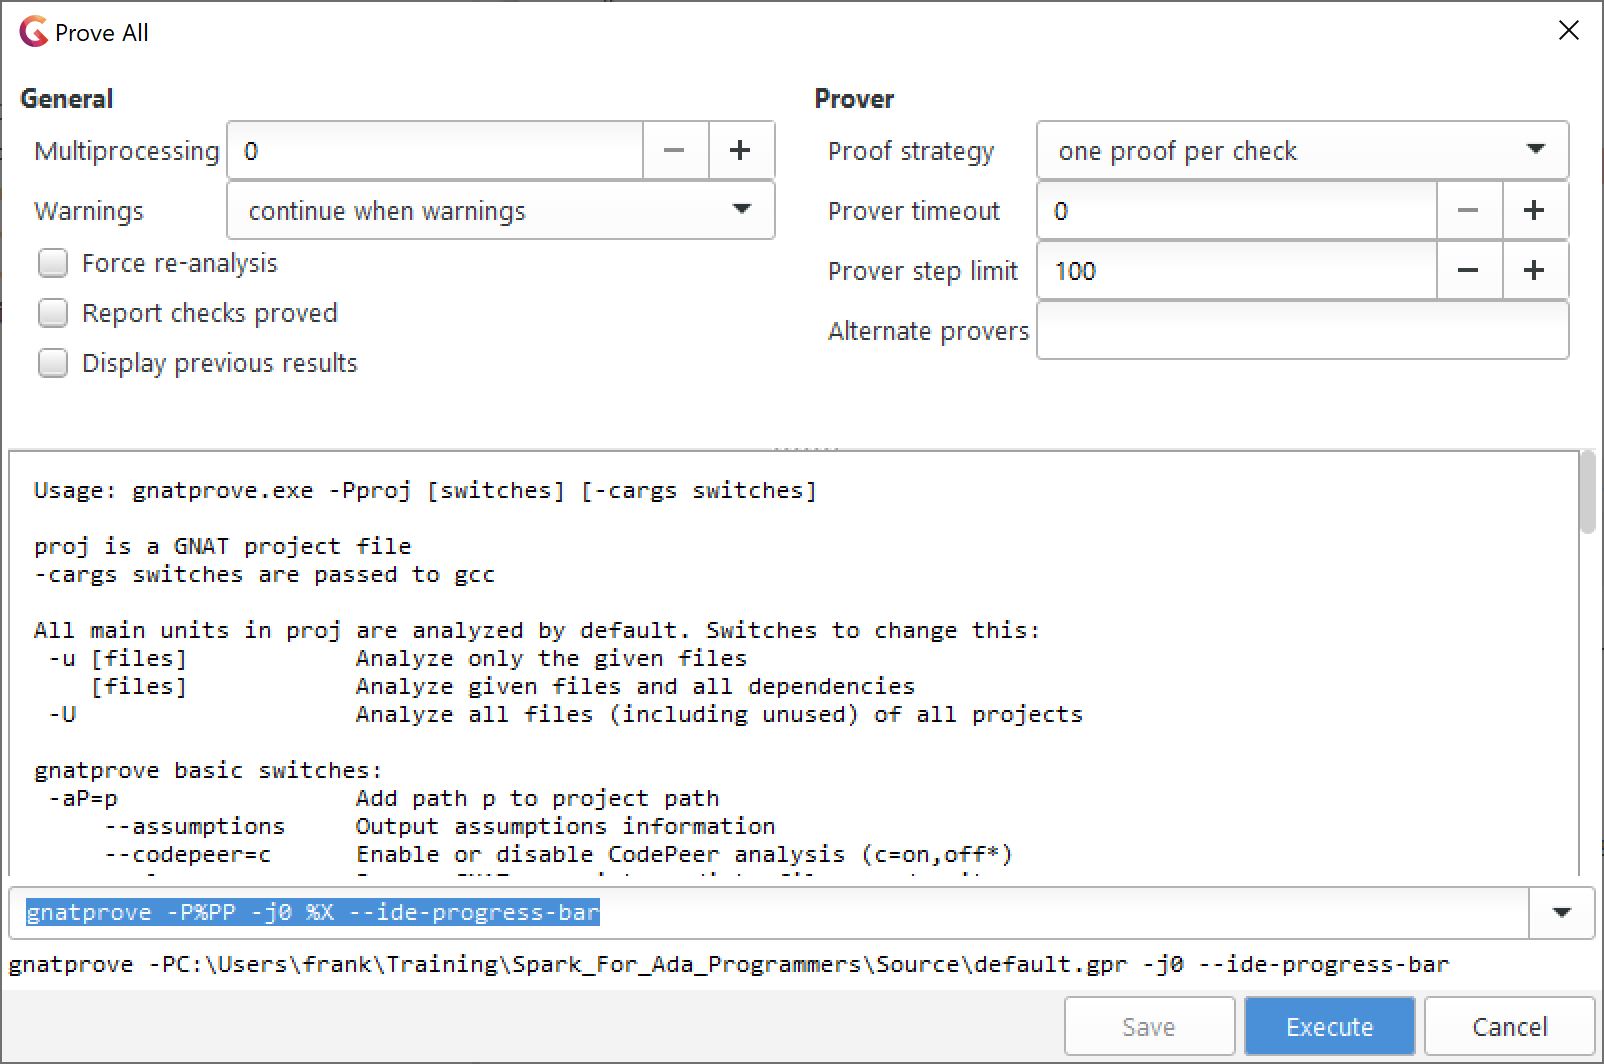 Prove All
General
Multiprocessing 0
Warnings continue when warnings
Force re-analysis
Report checks proved
Display previous results
Prover
Proof strategy one proof per check
Prover timeout 0
Prover step limit 100
Alternate provers
Usage: gnatprove.exe -Pproj [switches] [-cargs switches]
proj is a GNAT project file
-cargs switches are passed to gcc
All main units in proj are analyzed by default. Switches to change this:
-u [files] Analyze only the given files
[files] Analyze given files and all dependencies
-U Analyze all files (including unused) of all projects
gnatprove basic switches:
-aP=p Add path p to project path
--assumptions Output assumptions information
--codepeer=c Enable or disable CodePeer analysis (c=on,off*)
gnatprove -P%PP -j0 %X --ide-progress-bar
gnatprove -PC:\Users\frank\Training\Spark_For_Ada_Programmers\Source\default.gpr -j0 --ide-progress-bar
Save Execute Cancel